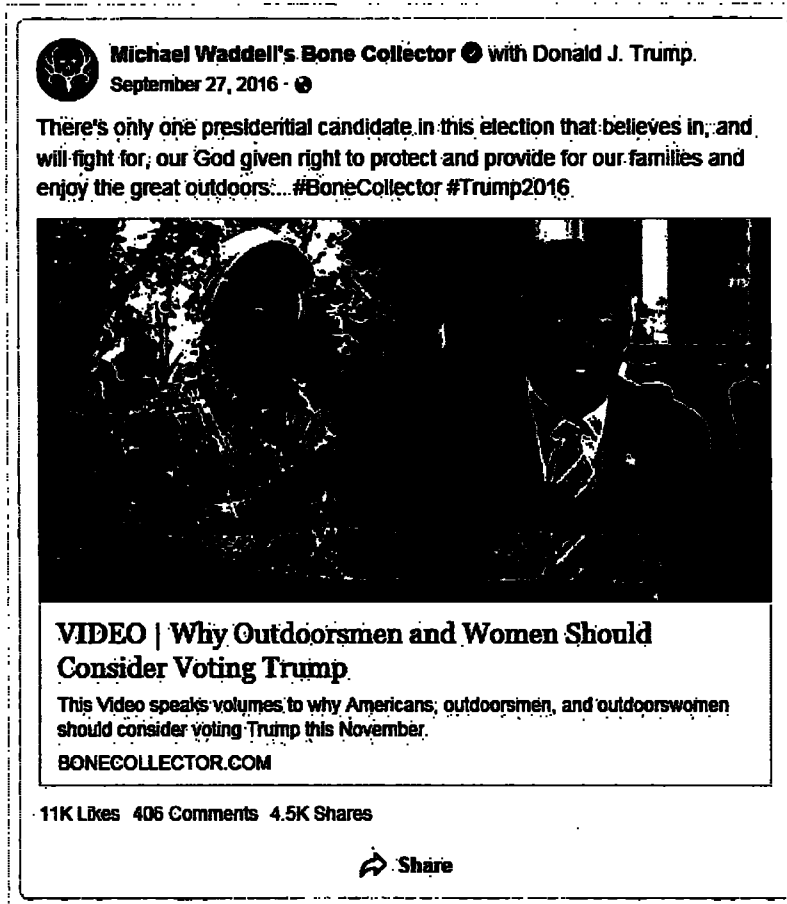 Michael Waddell's Bone Collector with Donald J. Trump.
September 27, 2016 ·
There's only one presidential candidate in this election that believes in, and
will fight for, our God given right to protect and provide for our families and
enjoy the great outdoors....#BoneCollector #Trump2016
VIDEO | Why Outdoorsmen and Women Should
Consider Voting Trump
This Video speaks volumes to why Americans, outdoorsmen, and outdoorswomen
should consider voting Trump this November.
BONECOLLECTOR.COM
11K Likes 406 Comments 4.5K Shares
Share